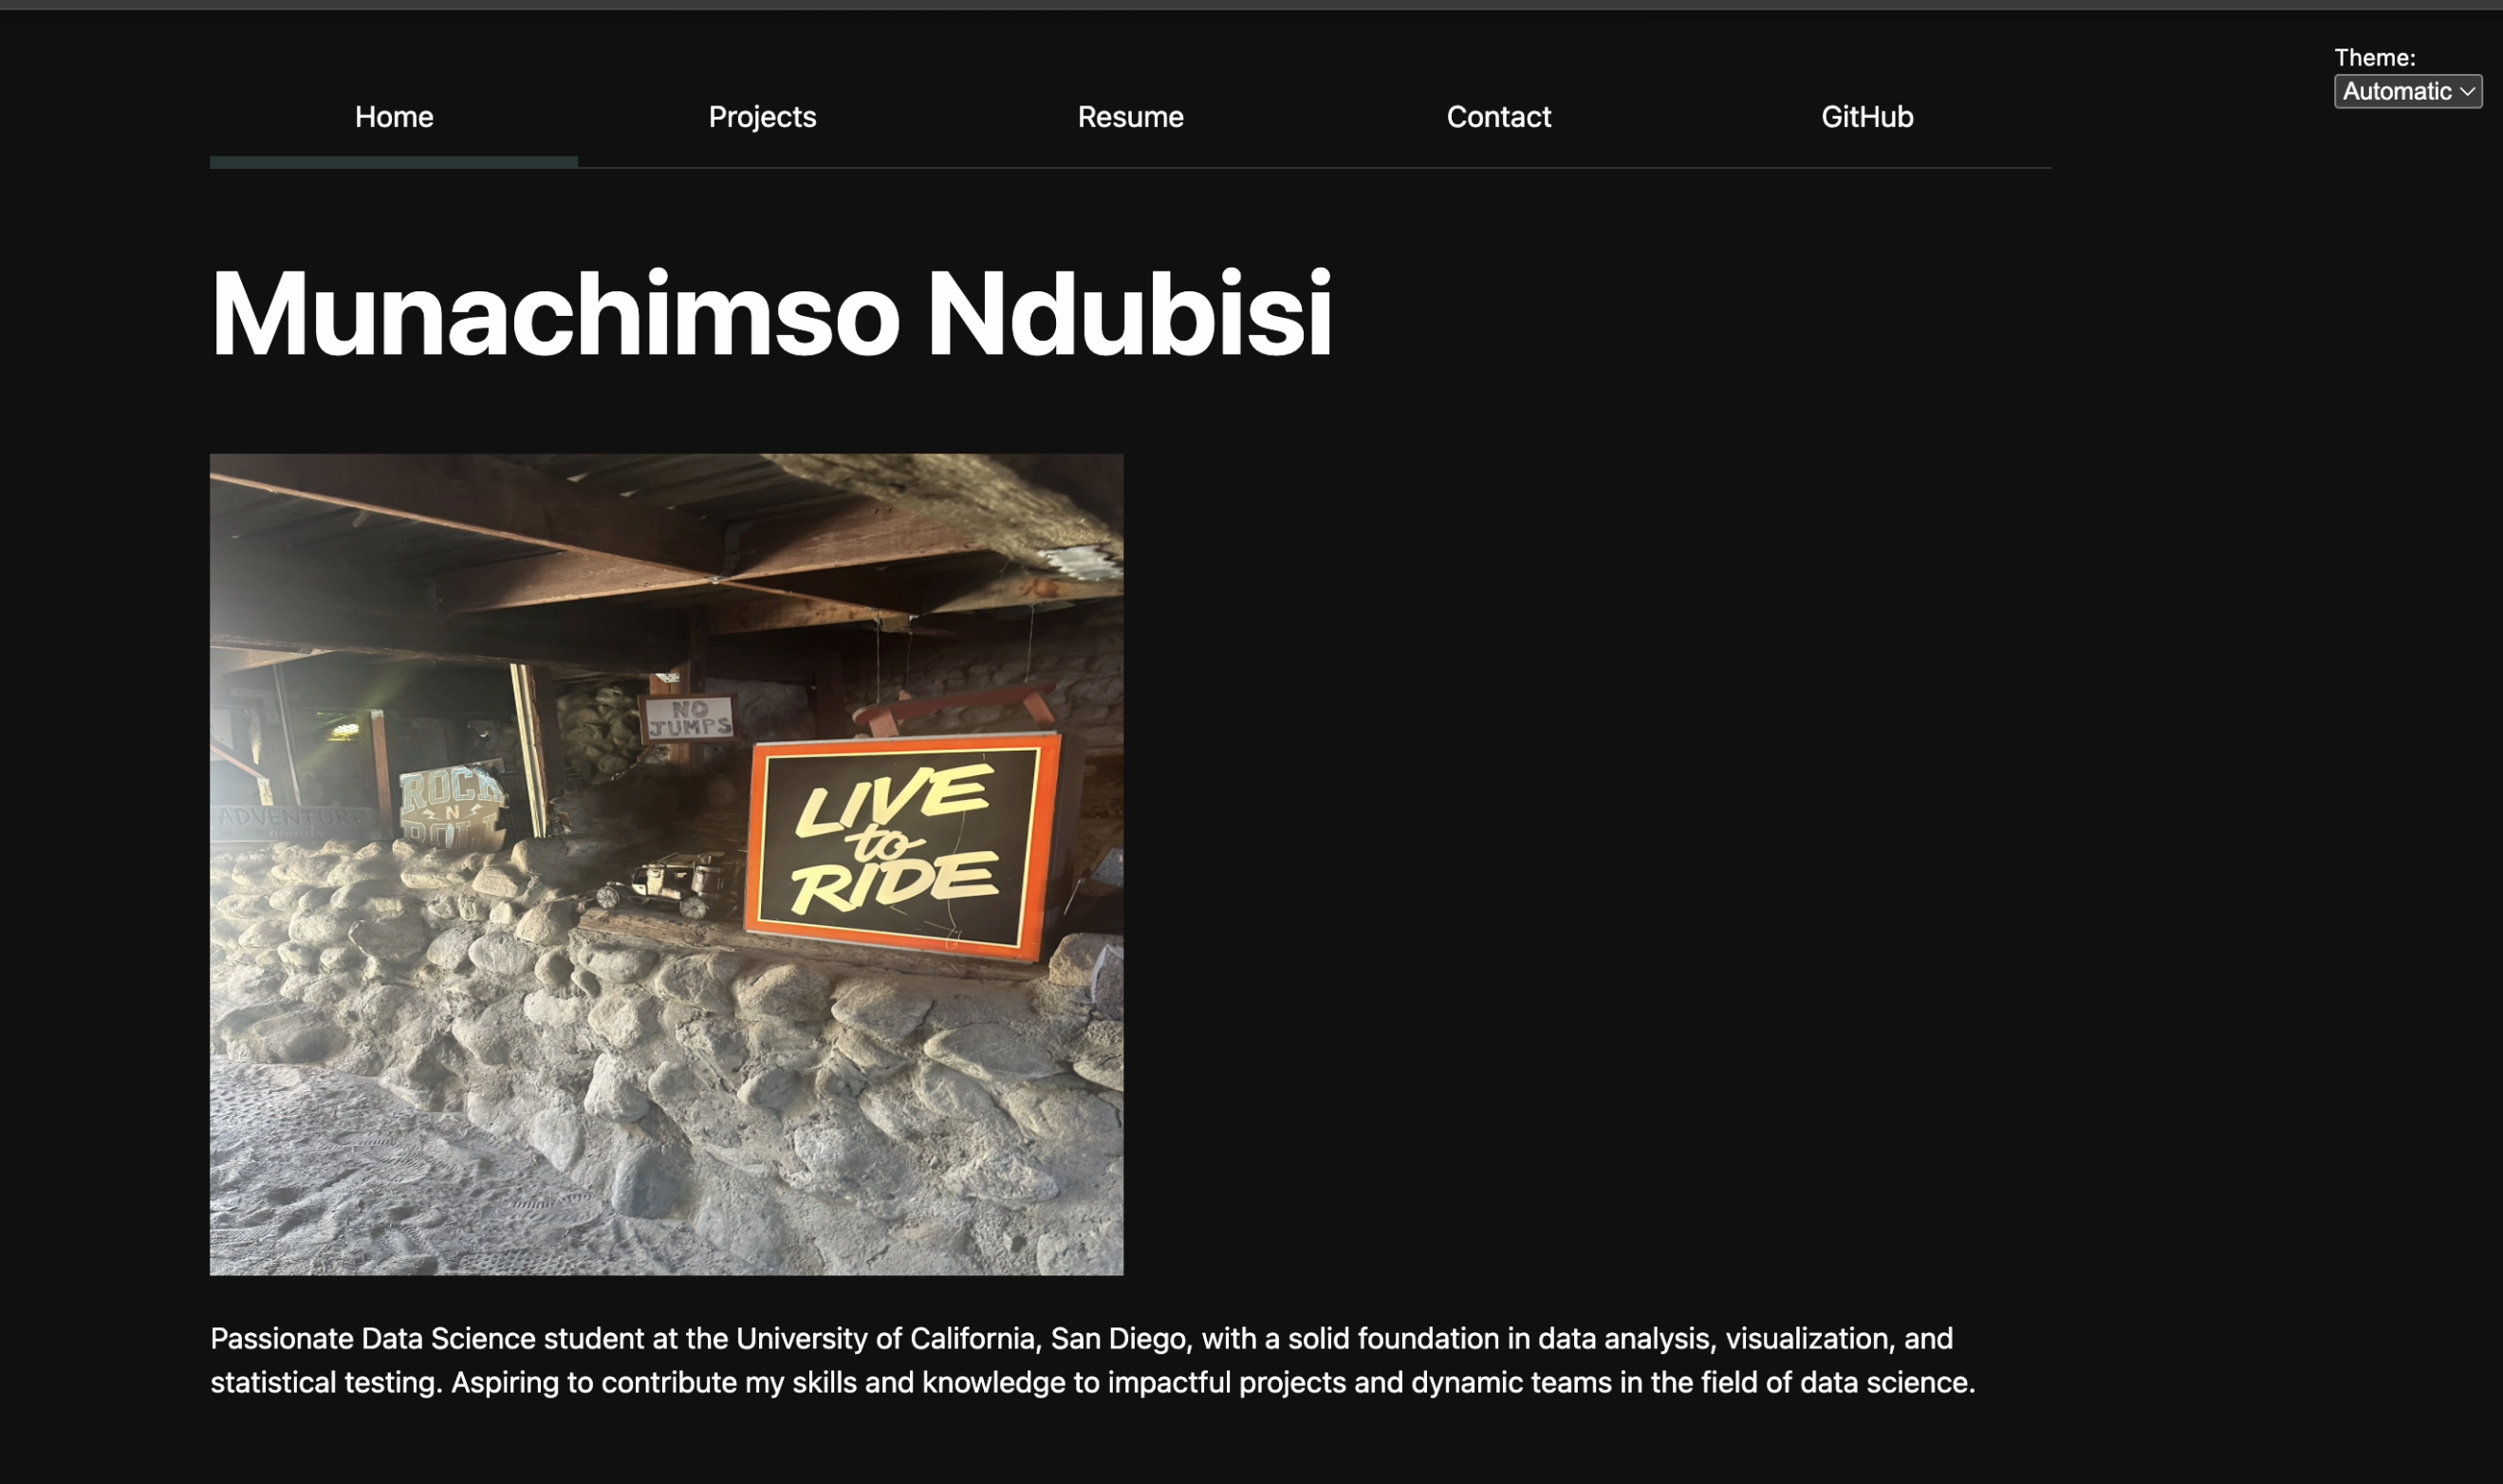 Theme:
Automatic
Home
Projects
Resume
Contact
GitHub
Munachimso Ndubisi
NO
JUMPS
LIVE
to
RIDE
ROCK
N
ROLL
ADVENTURE
Passionate Data Science student at the University of California, San Diego, with a solid foundation in data analysis, visualization, and
statistical testing. Aspiring to contribute my skills and knowledge to impactful projects and dynamic teams in the field of data science.